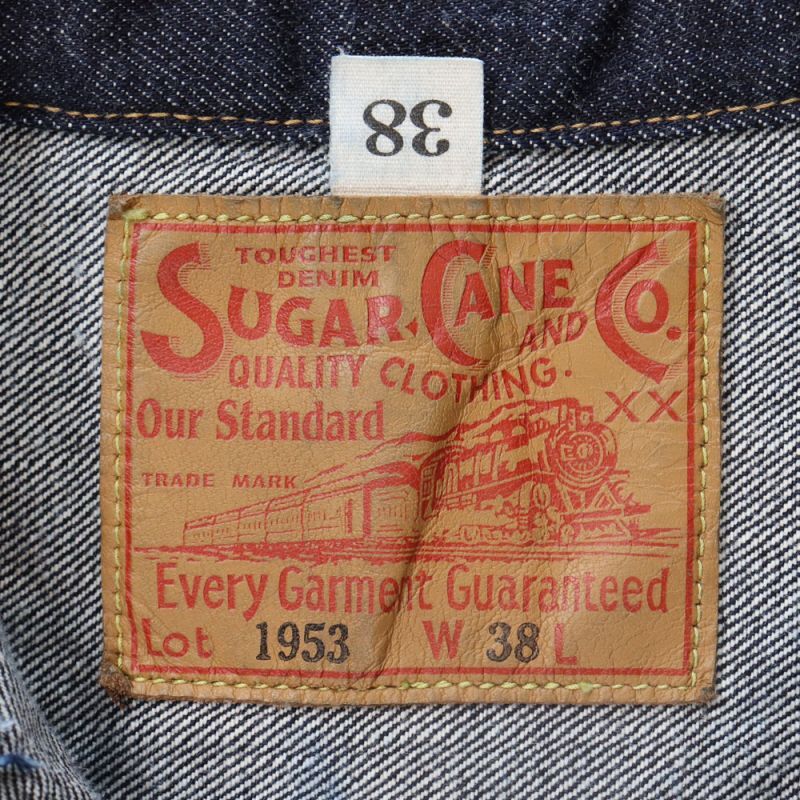 38
TOUGHEST
DENIM
SUGAR CANE CO.
AND
QUALITY CLOTHING.
XX
Our Standard
TRADE MARK
Every Garment Guaranteed
Lot 1953 W 38 L